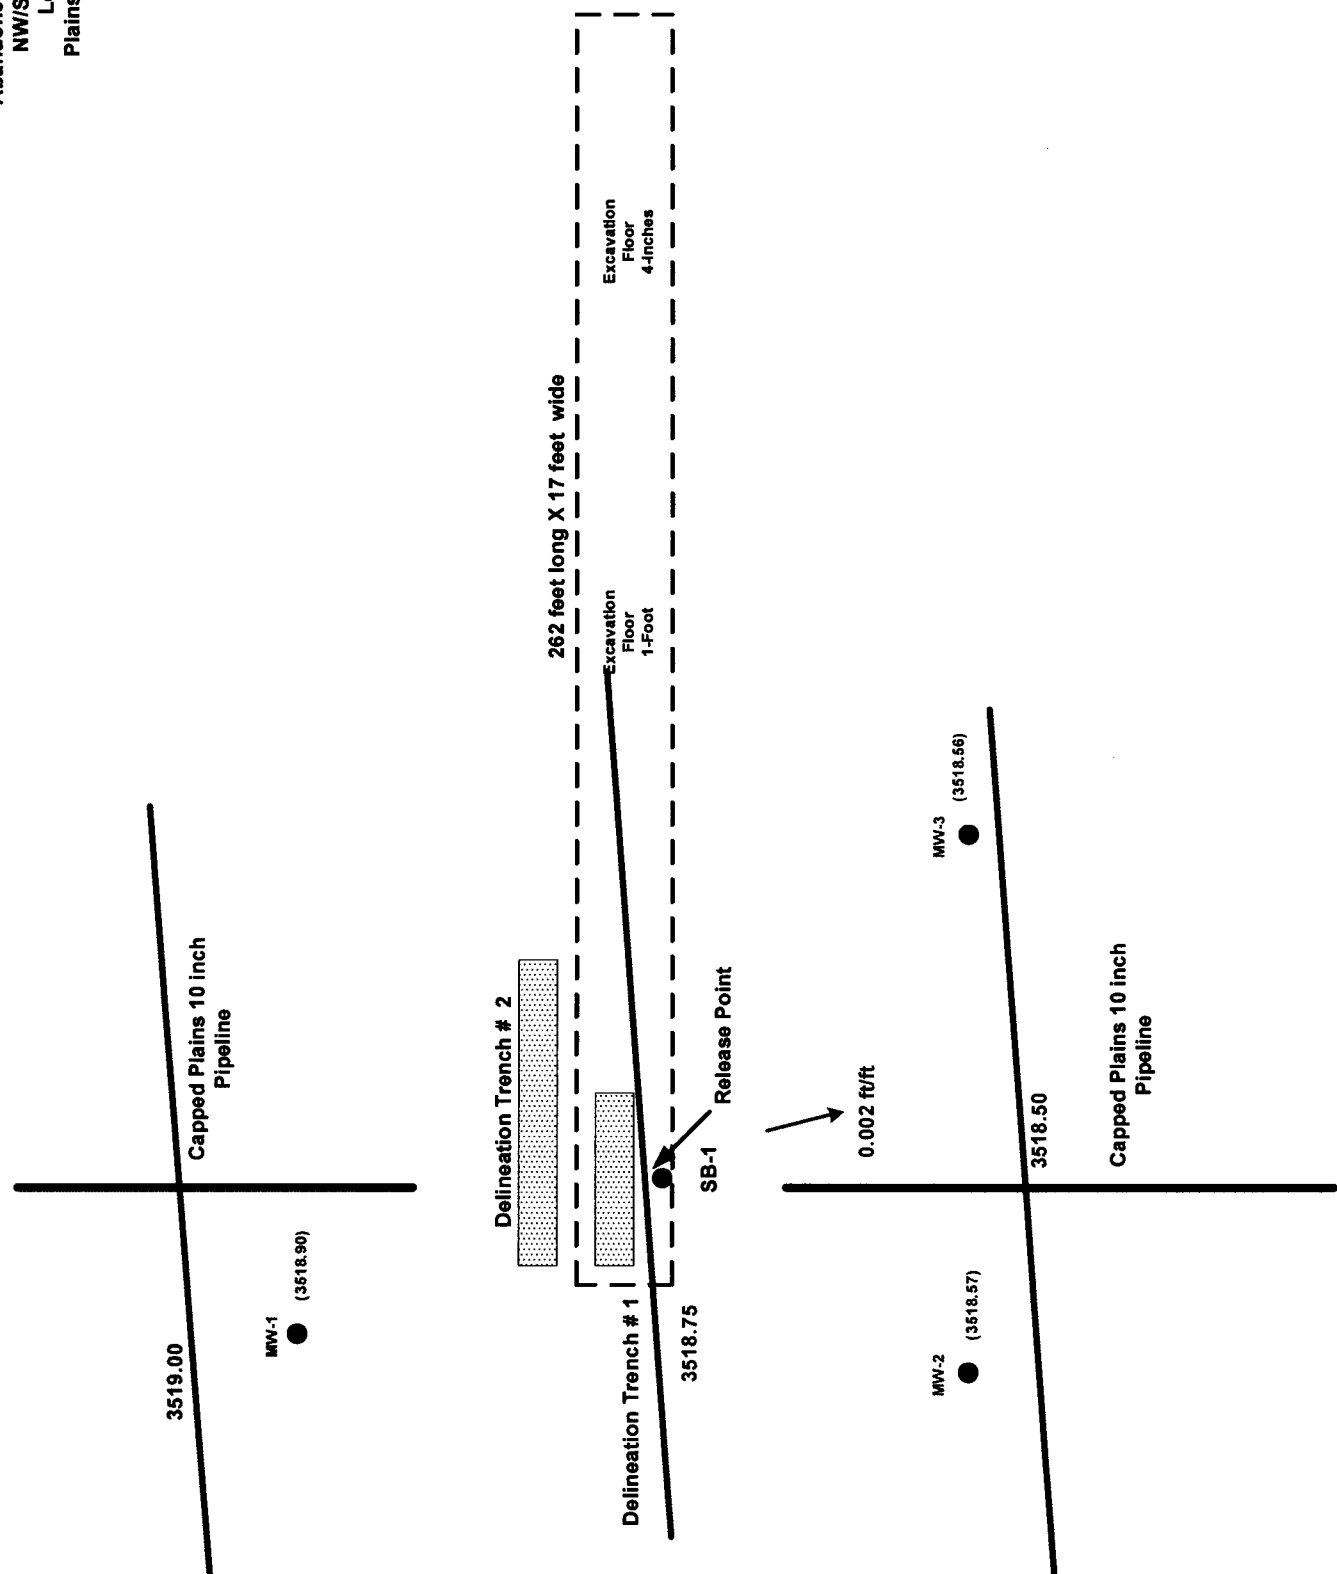 NW/S
Plains
3519.00
Capped Plains 10 inch
Pipeline
MW-1
(3518.90)
Delineation Trench # 2
262 feet long X 17 feet wide
Excavation
Floor
4-Inches
Excavation
Floor
1-Foot
Delineation Trench # 1
3518.75
SB-1
Release Point
0.002 ft/ft
MW-2
(3518.57)
MW-3
(3518.56)
3518.50
Capped Plains 10 inch
Pipeline